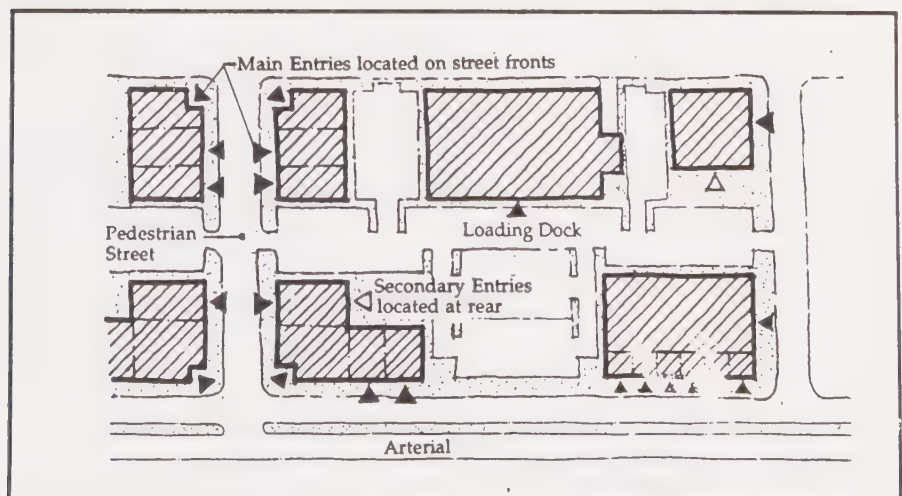 Main Entries located on street fronts
Pedestrian
Street
Loading Dock
Secondary Entries
located at rear
Arterial